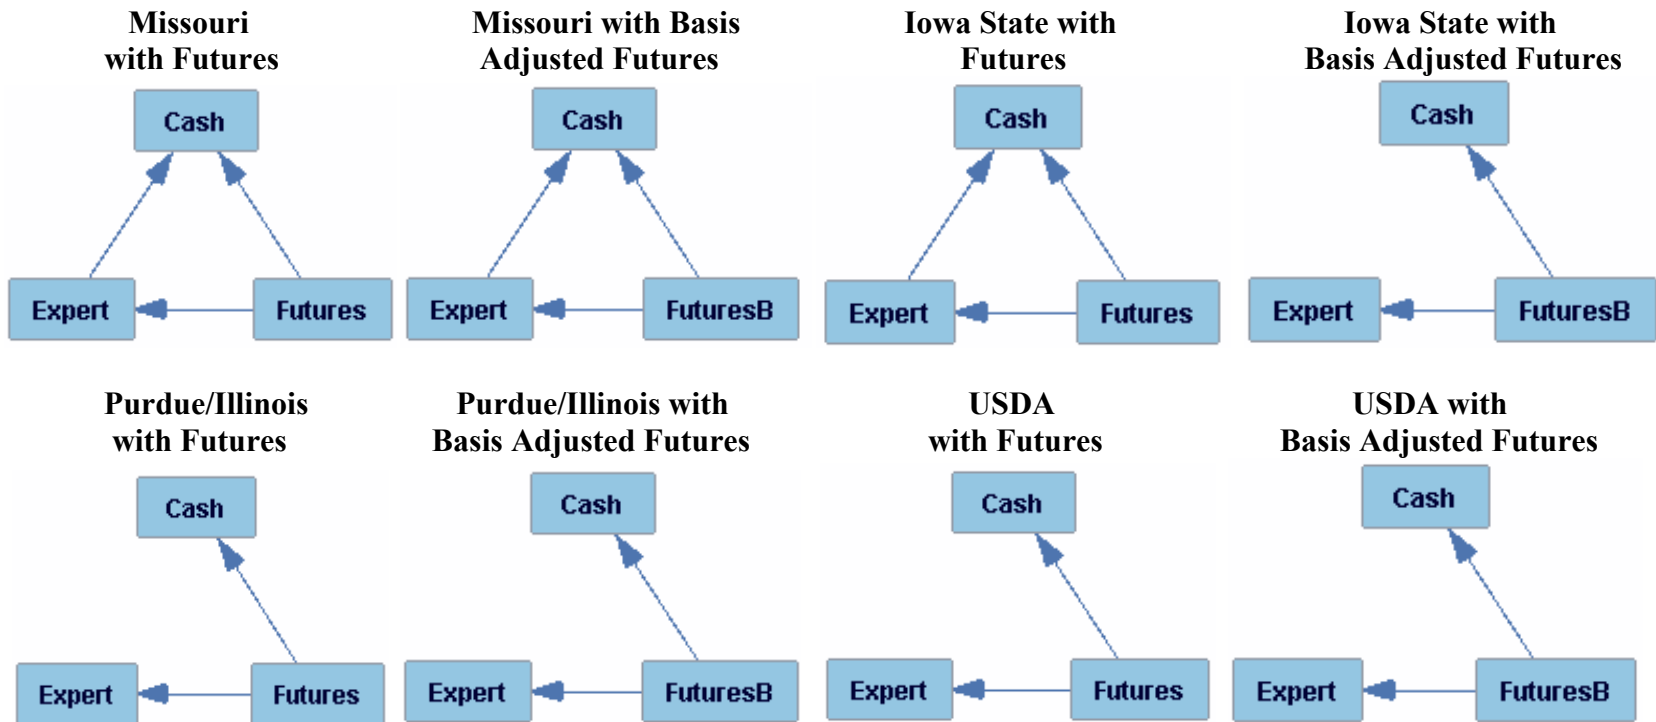 Missouri
with Futures
Missouri with Basis
Adjusted Futures
Iowa State with
Futures
Iowa State with
Basis Adjusted Futures
Cash
Cash
Cash
Cash
Expert
Futures
Expert
FuturesB
Expert
Futures
Expert
FuturesB
Purdue/Illinois
with Futures
Purdue/Illinois with
Basis Adjusted Futures
USDA
with Futures
USDA with
Basis Adjusted Futures
Cash
Cash
Cash
Cash
Expert
Futures
Expert
FuturesB
Expert
Futures
Expert
FuturesB